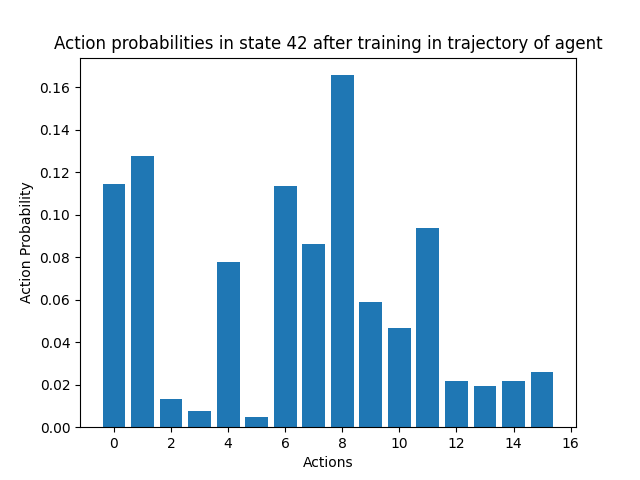 Action probabilities in state 42 after training in trajectory of agent
Action Probability
0.16
0.14
0.12
0.10
0.08
0.06
0.04
0.02
0.00
0 2 4 6 8 10 12 14 16
Actions